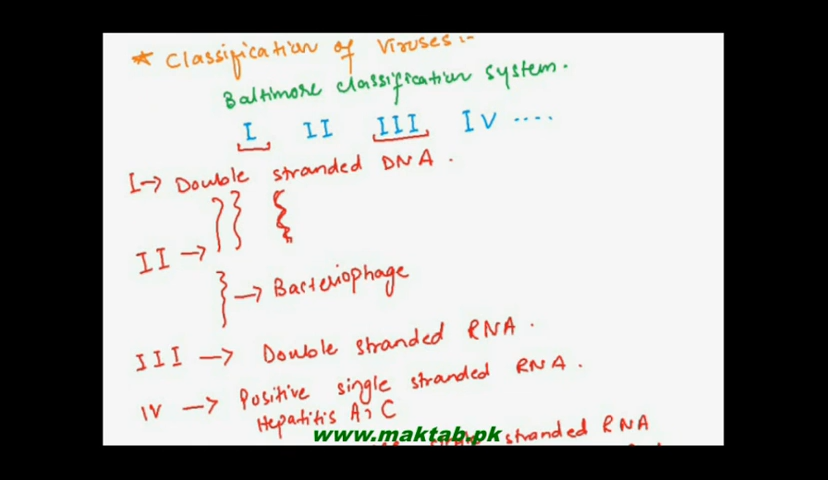 * Classification of Viruses:-
Baltimore classification system.
I II III IV ....
I → Double stranded DNA.
II →
→ Bacteriophage
III → Double stranded RNA.
IV → Positive single stranded RNA.
Hepatitis A, C
www.maktab.pk
stranded RNA